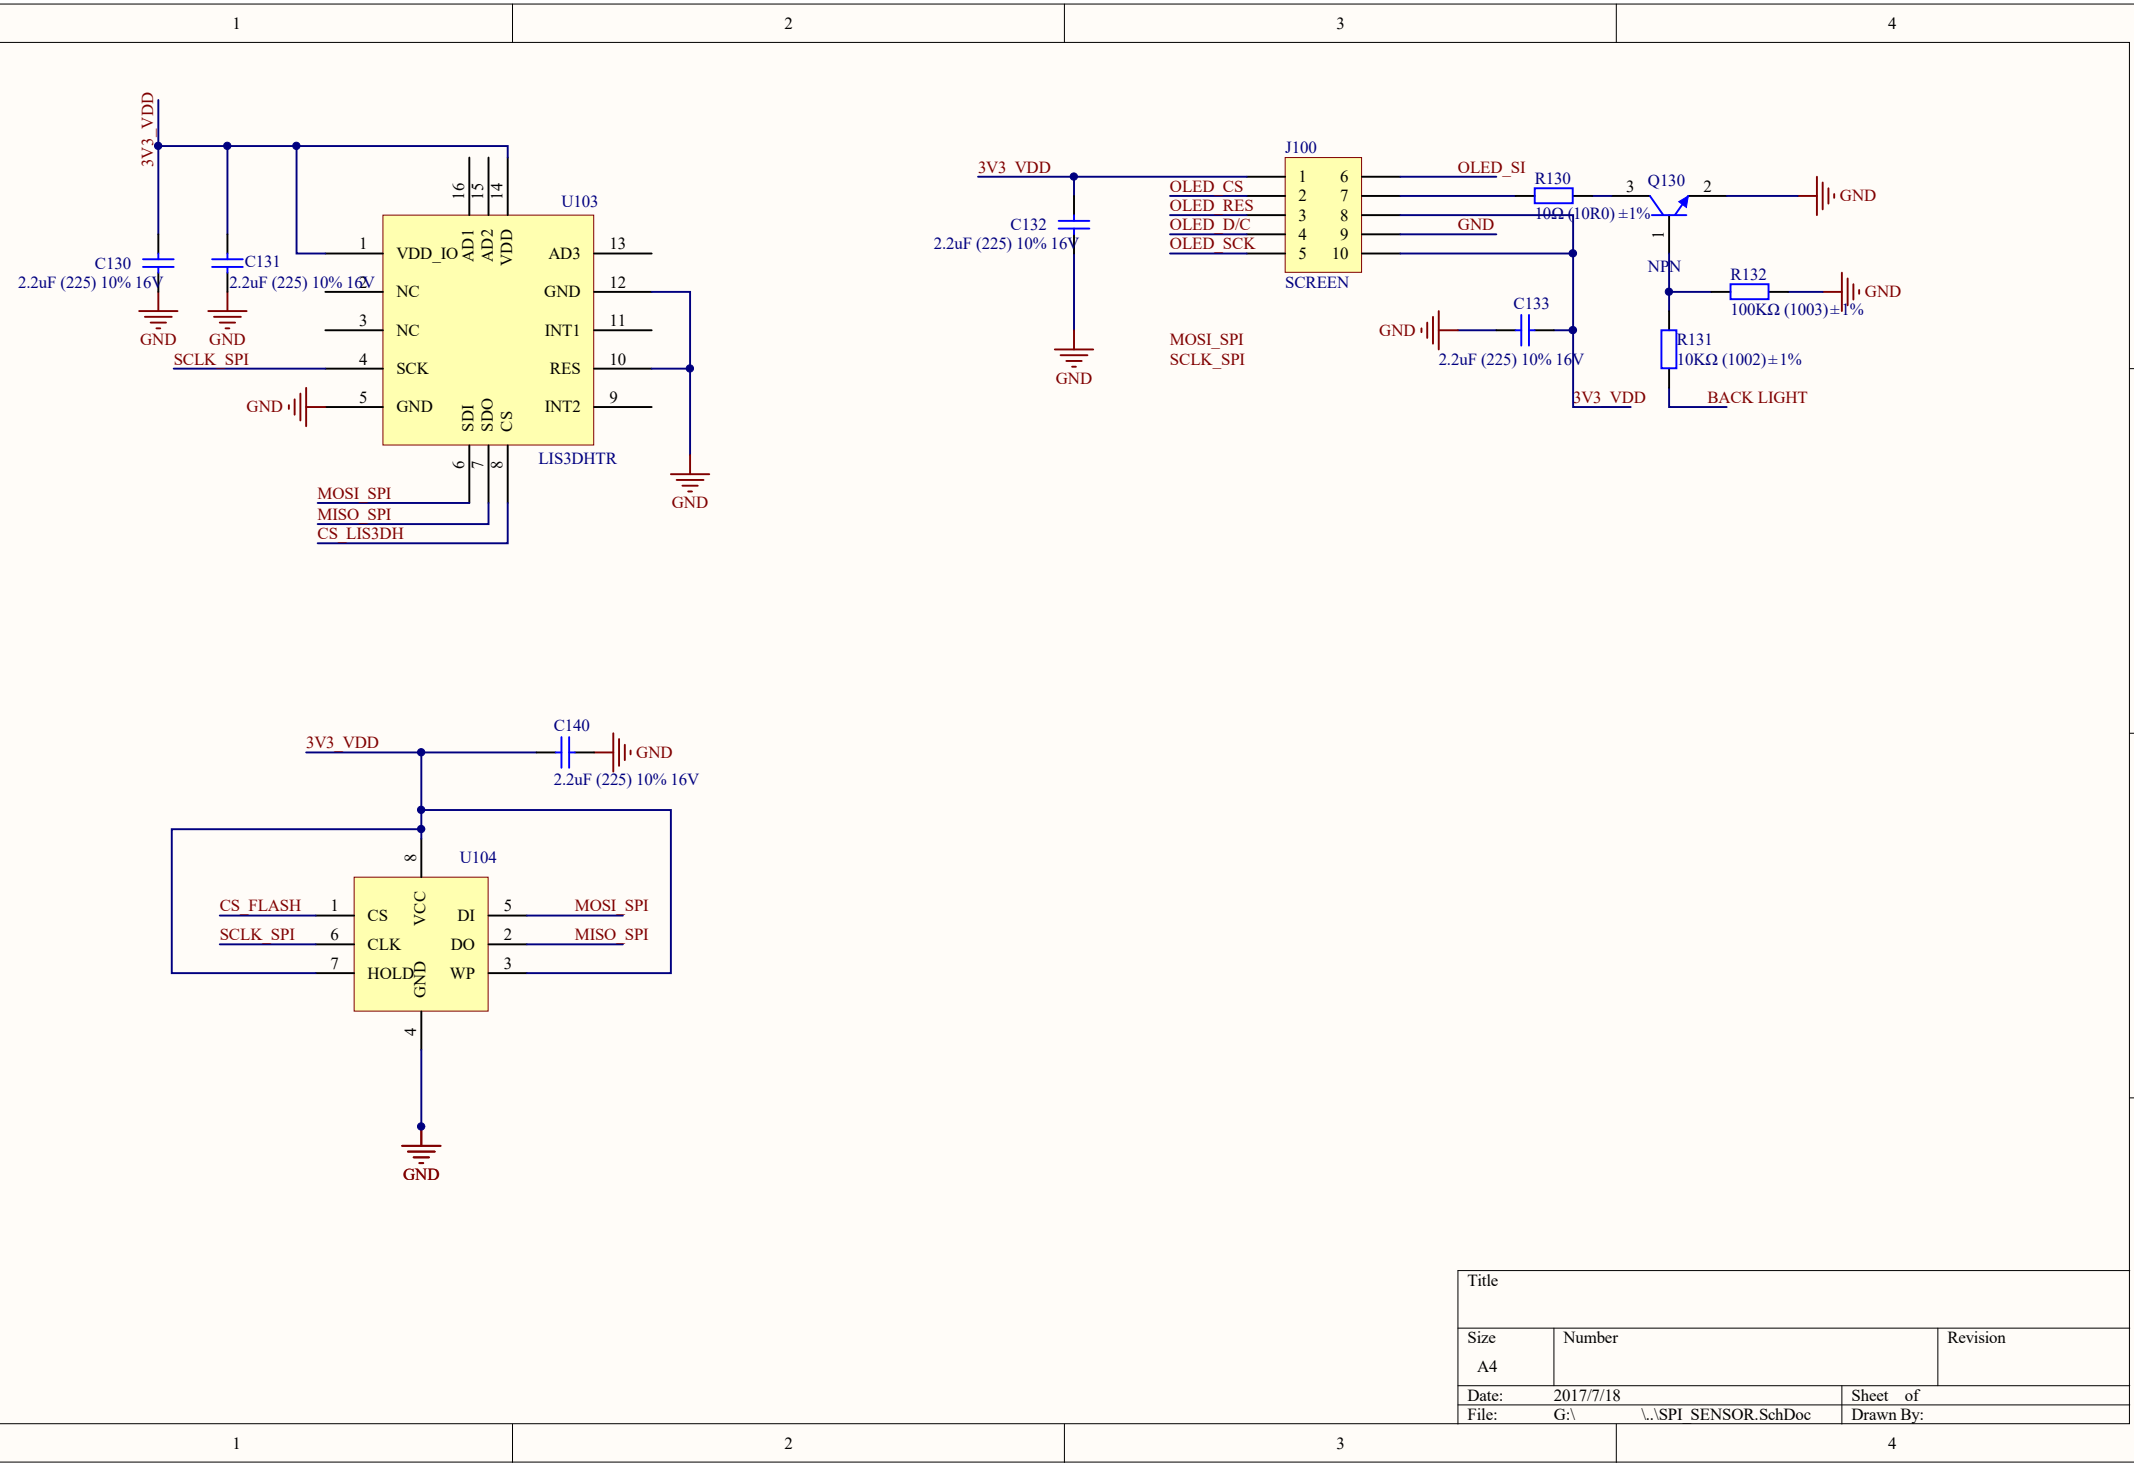 1 2 3 4
3V3_VDD
16 15 14
U103
1 VDD_IO AD1 AD2 VDD AD3 13
C130
2.2uF (225) 10% 16V
C131
2.2uF (225) 10% 16V
2 NC GND 12
3 NC INT1 11
GND GND
SCLK_SPI 4 SCK RES 10
GND 5 GND SDI SDO CS INT2 9
6 7 8
LIS3DHTR
MOSI_SPI
MISO_SPI
CS_LIS3DH
GND
J100
3V3_VDD 1 6 OLED_SI
OLED_CS 2 7
OLED_RES 3 8
OLED_D/C 4 9 GND
OLED_SCK 5 10
SCREEN
C132
2.2uF (225) 10% 16V
GND
MOSI_SPI
SCLK_SPI
R130
10Ω (10R0) ±1%
3 Q130 2 GND
1
NPN
R132
GND
100KΩ (1003)±1%
R131
10KΩ (1002)±1%
C133
GND
2.2uF (225) 10% 16V
3V3_VDD
BACK LIGHT
C140
3V3_VDD GND
2.2uF (225) 10% 16V
8
U104
CS_FLASH 1 CS VCC DI 5 MOSI_SPI
SCLK_SPI 6 CLK DO 2 MISO_SPI
7 HOLD GND WP 3
4
GND
Title
Size Number Revision
A4
Date: 2017/7/18 Sheet of
File: G:\ \..\SPI_SENSOR.SchDoc Drawn By:
1 2 3 4